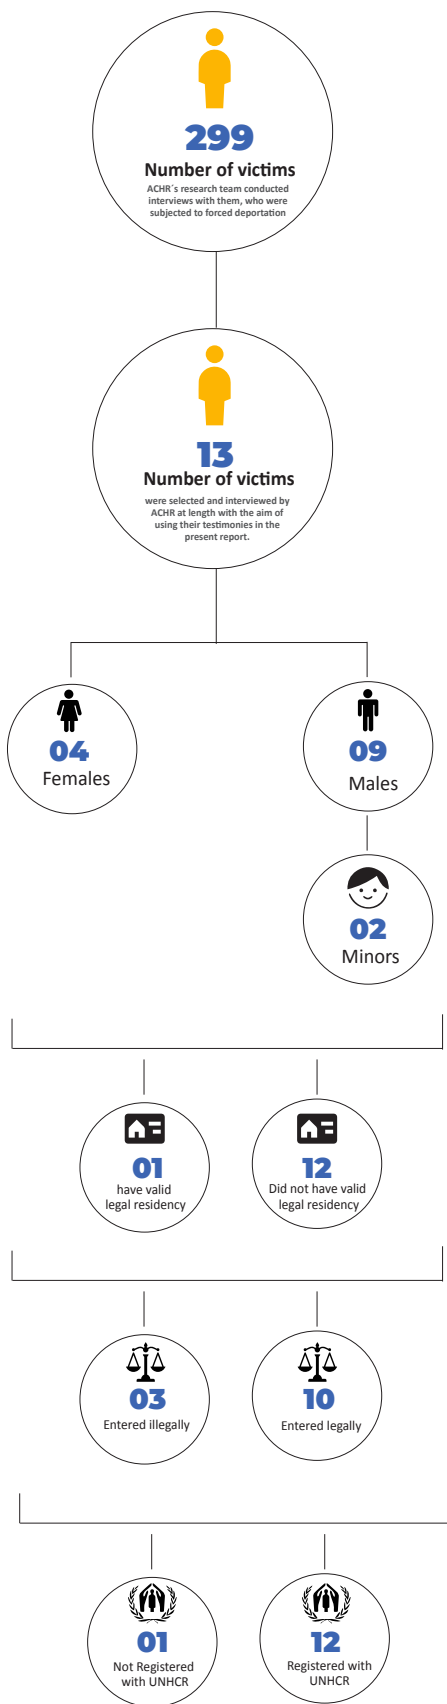 299
Number of victims
ACHR´s research team conducted
interviews with them, who were
subjected to forced deportation
13
Number of victims
were selected and interviewed by
ACHR at length with the aim of
using their testimonies in the
present report.
04
Females
09
Males
02
Minors
01
have valid
legal residency
12
Did not have valid
legal residency
03
Entered illegally
10
Entered legally
01
Not Registered
with UNHCR
12
Registered with
UNHCR